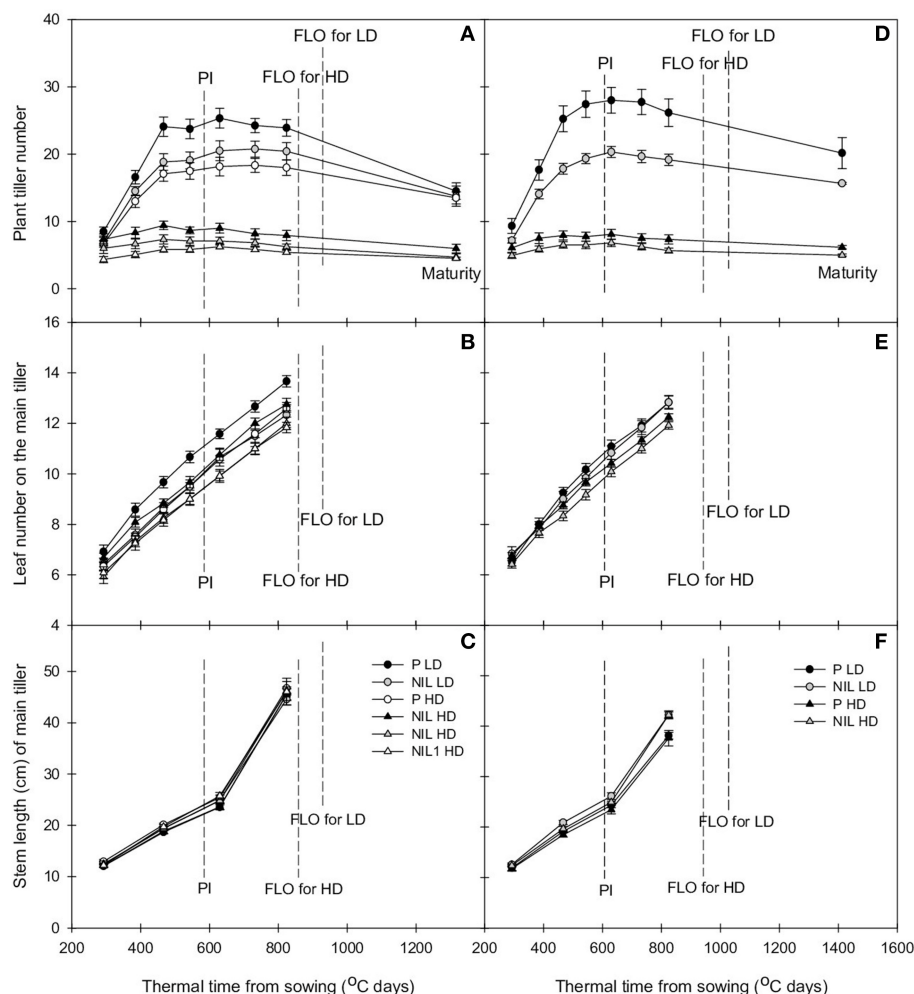 A
D
FLO for LD
FLO for LD
PI
FLO for HD
PI
FLO for HD
Plant tiller number
40
30
20
10
0
Maturity
Maturity
B
E
Leaf number on the main tiller
16
14
12
10
8
6
4
FLO for LD
FLO for LD
PI
FLO for HD
PI
FLO for HD
C
F
Stem length (cm) of main tiller
50
40
30
20
10
0
P LD
NIL LD
P HD
NIL HD
NIL HD
NIL1 HD
P LD
NIL LD
P HD
NIL HD
FLO for LD
FLO for LD
PI
FLO for HD
PI
FLO for HD
200 400 600 800 1000 1200 200 400 600 800 1000 1200 1400 1600
Thermal time from sowing (°C days)
Thermal time from sowing (°C days)